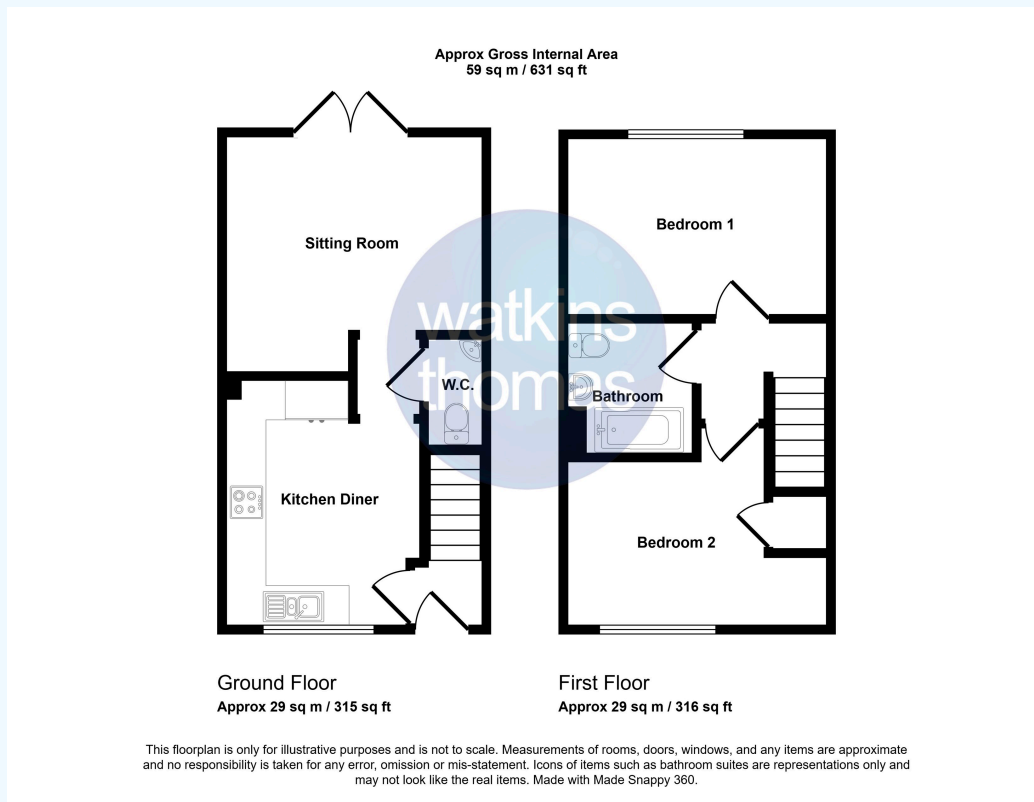 Approx Gross Internal Area
59 sq m / 631 sq ft
Sitting Room
Bedroom 1
watkins
thomas
W.C.
Bathroom
Kitchen Diner
Bedroom 2
Ground Floor
Approx 29 sq m / 315 sq ft
First Floor
Approx 29 sq m / 316 sq ft
This floorplan is only for illustrative purposes and is not to scale. Measurements of rooms, doors, windows, and any items are approximate
and no responsibility is taken for any error, omission or mis-statement. Icons of items such as bathroom suites are representations only and
may not look like the real items. Made with Made Snappy 360.